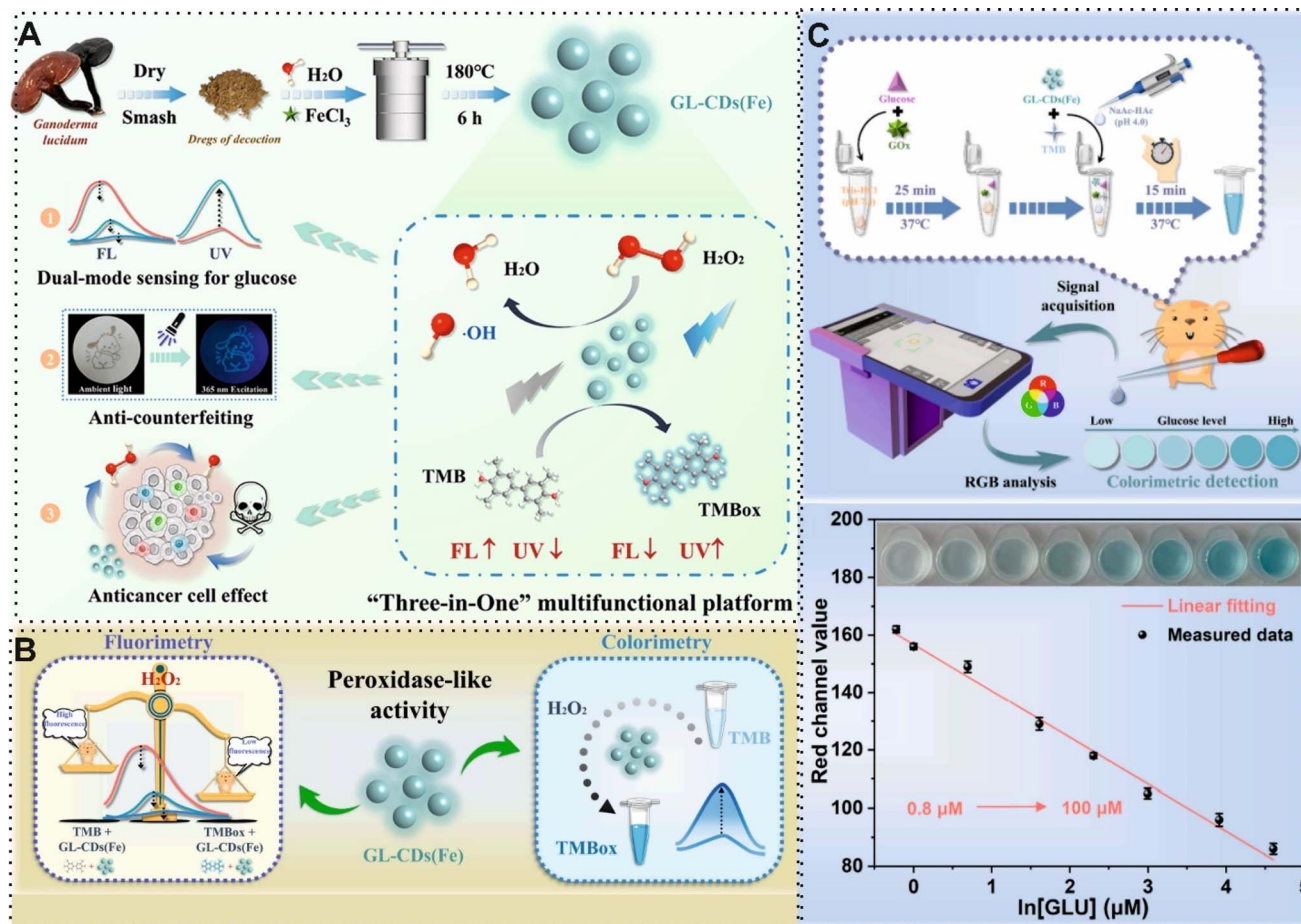 A
Dry
Smash
H2O
FeCl3
180℃
6 h
GL-CDs(Fe)
Ganoderma
lucidum
Dregs of decoction
1
FL
UV
Dual-mode sensing for glucose
2
Ambient light
365 nm Excitation
Anti-counterfeiting
3
Anticancer cell effect
H2O
H2O2
·OH
TMB
TMBox
FL ↑ UV ↓ FL ↓ UV ↑
“Three-in-One” multifunctional platform
B
Fluorimetry
H2O2
High
fluorescence
Low
fluorescence
TMB +
GL-CDs(Fe)
TMBox +
GL-CDs(Fe)
Peroxidase-like
activity
GL-CDs(Fe)
Colorimetry
H2O2
TMB
TMBox
C
Glucose
+
GOx
GL-CDs(Fe)
+
TMB
NaAc-HAc
(pH 4.0)
25 min
37℃
15 min
37℃
Signal
acquisition
R
G
B
RGB analysis
Low
Glucose level
High
Colorimetric detection
200
180
160
140
120
100
80
Red channel value
Linear fitting
Measured data
0.8 μM
100 μM
0 1 2 3 4 5
ln[GLU] (μM)